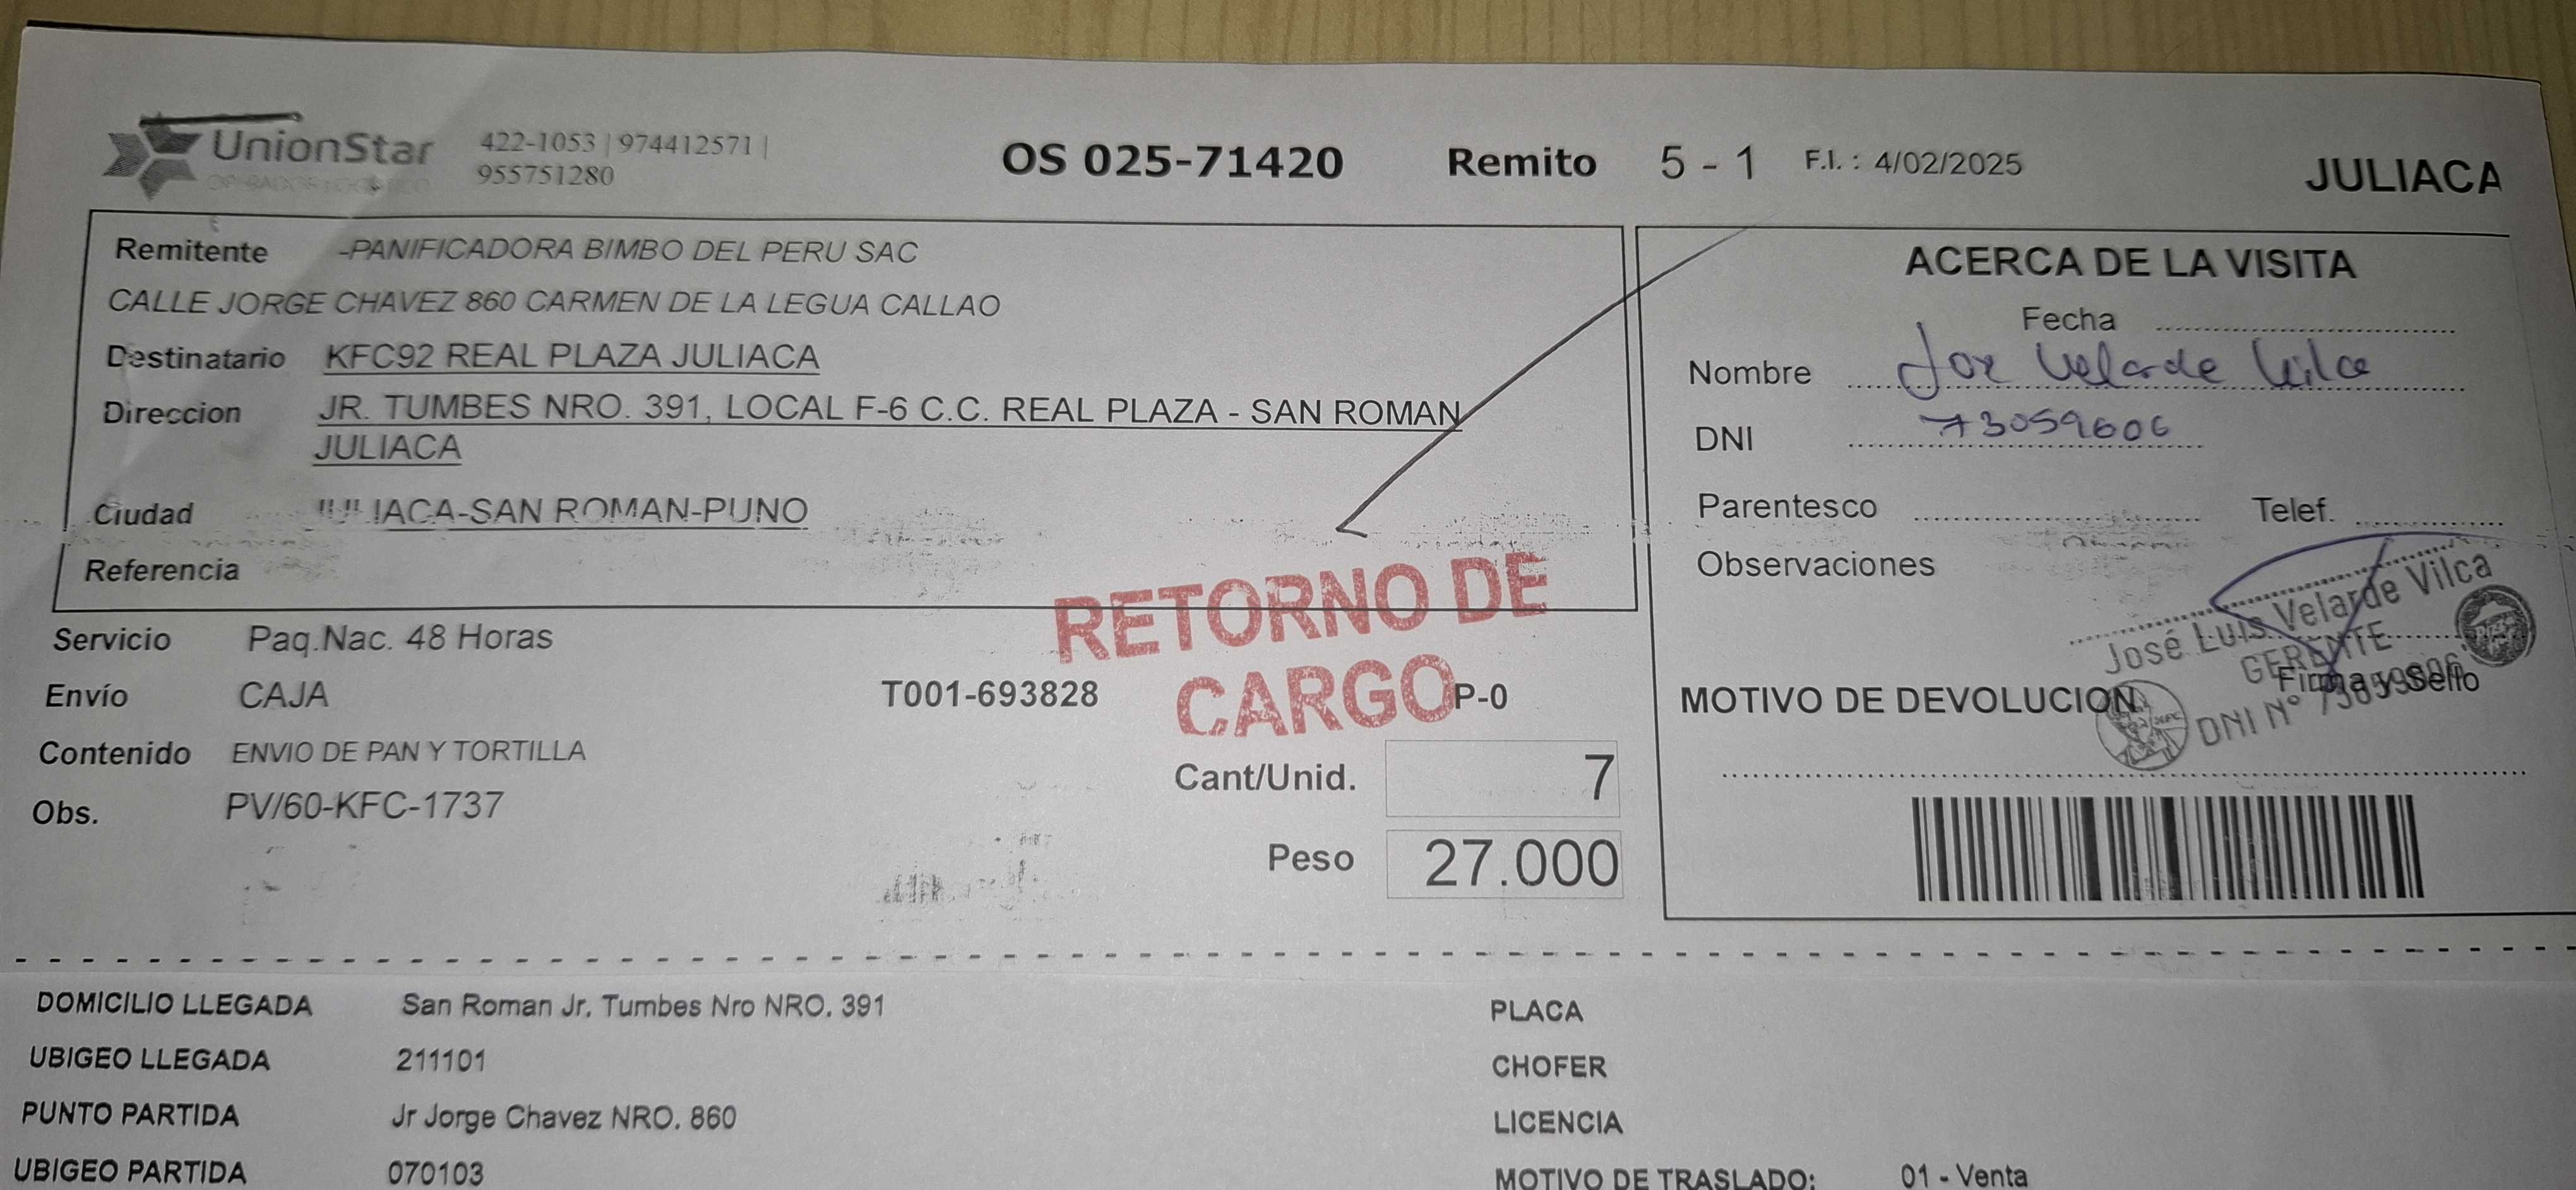 UnionStar
OPERADOR LOGISTICO
422-1053 | 974412571 |
955751280
OS 025-71420 Remito 5 - 1 F.I. : 4/02/2025 JULIACA
Remitente -PANIFICADORA BIMBO DEL PERU SAC
CALLE JORGE CHAVEZ 860 CARMEN DE LA LEGUA CALLAO
Destinatario KFC92 REAL PLAZA JULIACA
Direccion JR. TUMBES NRO. 391, LOCAL F-6 C.C. REAL PLAZA - SAN ROMAN
JULIACA
Ciudad JULIACA-SAN ROMAN-PUNO
Referencia
RETORNO DE
CARGO
Servicio Paq.Nac. 48 Horas
Envío CAJA T001-693828 P-0
Contenido ENVIO DE PAN Y TORTILLA
Cant/Unid. 7
Obs. PV/60-KFC-1737
Peso 27.000
ACERCA DE LA VISITA
Fecha
Nombre Jose Velarde Vilca
DNI 73059606
Parentesco Telef.
Observaciones
José Luis Velarde Vilca
GERENTE
DNI N°
Firma y Sello
MOTIVO DE DEVOLUCION
DOMICILIO LLEGADA San Roman Jr. Tumbes Nro NRO. 391
UBIGEO LLEGADA 211101
PUNTO PARTIDA Jr Jorge Chavez NRO. 860
UBIGEO PARTIDA 070103
PLACA
CHOFER
LICENCIA
MOTIVO DE TRASLADO: 01 - Venta